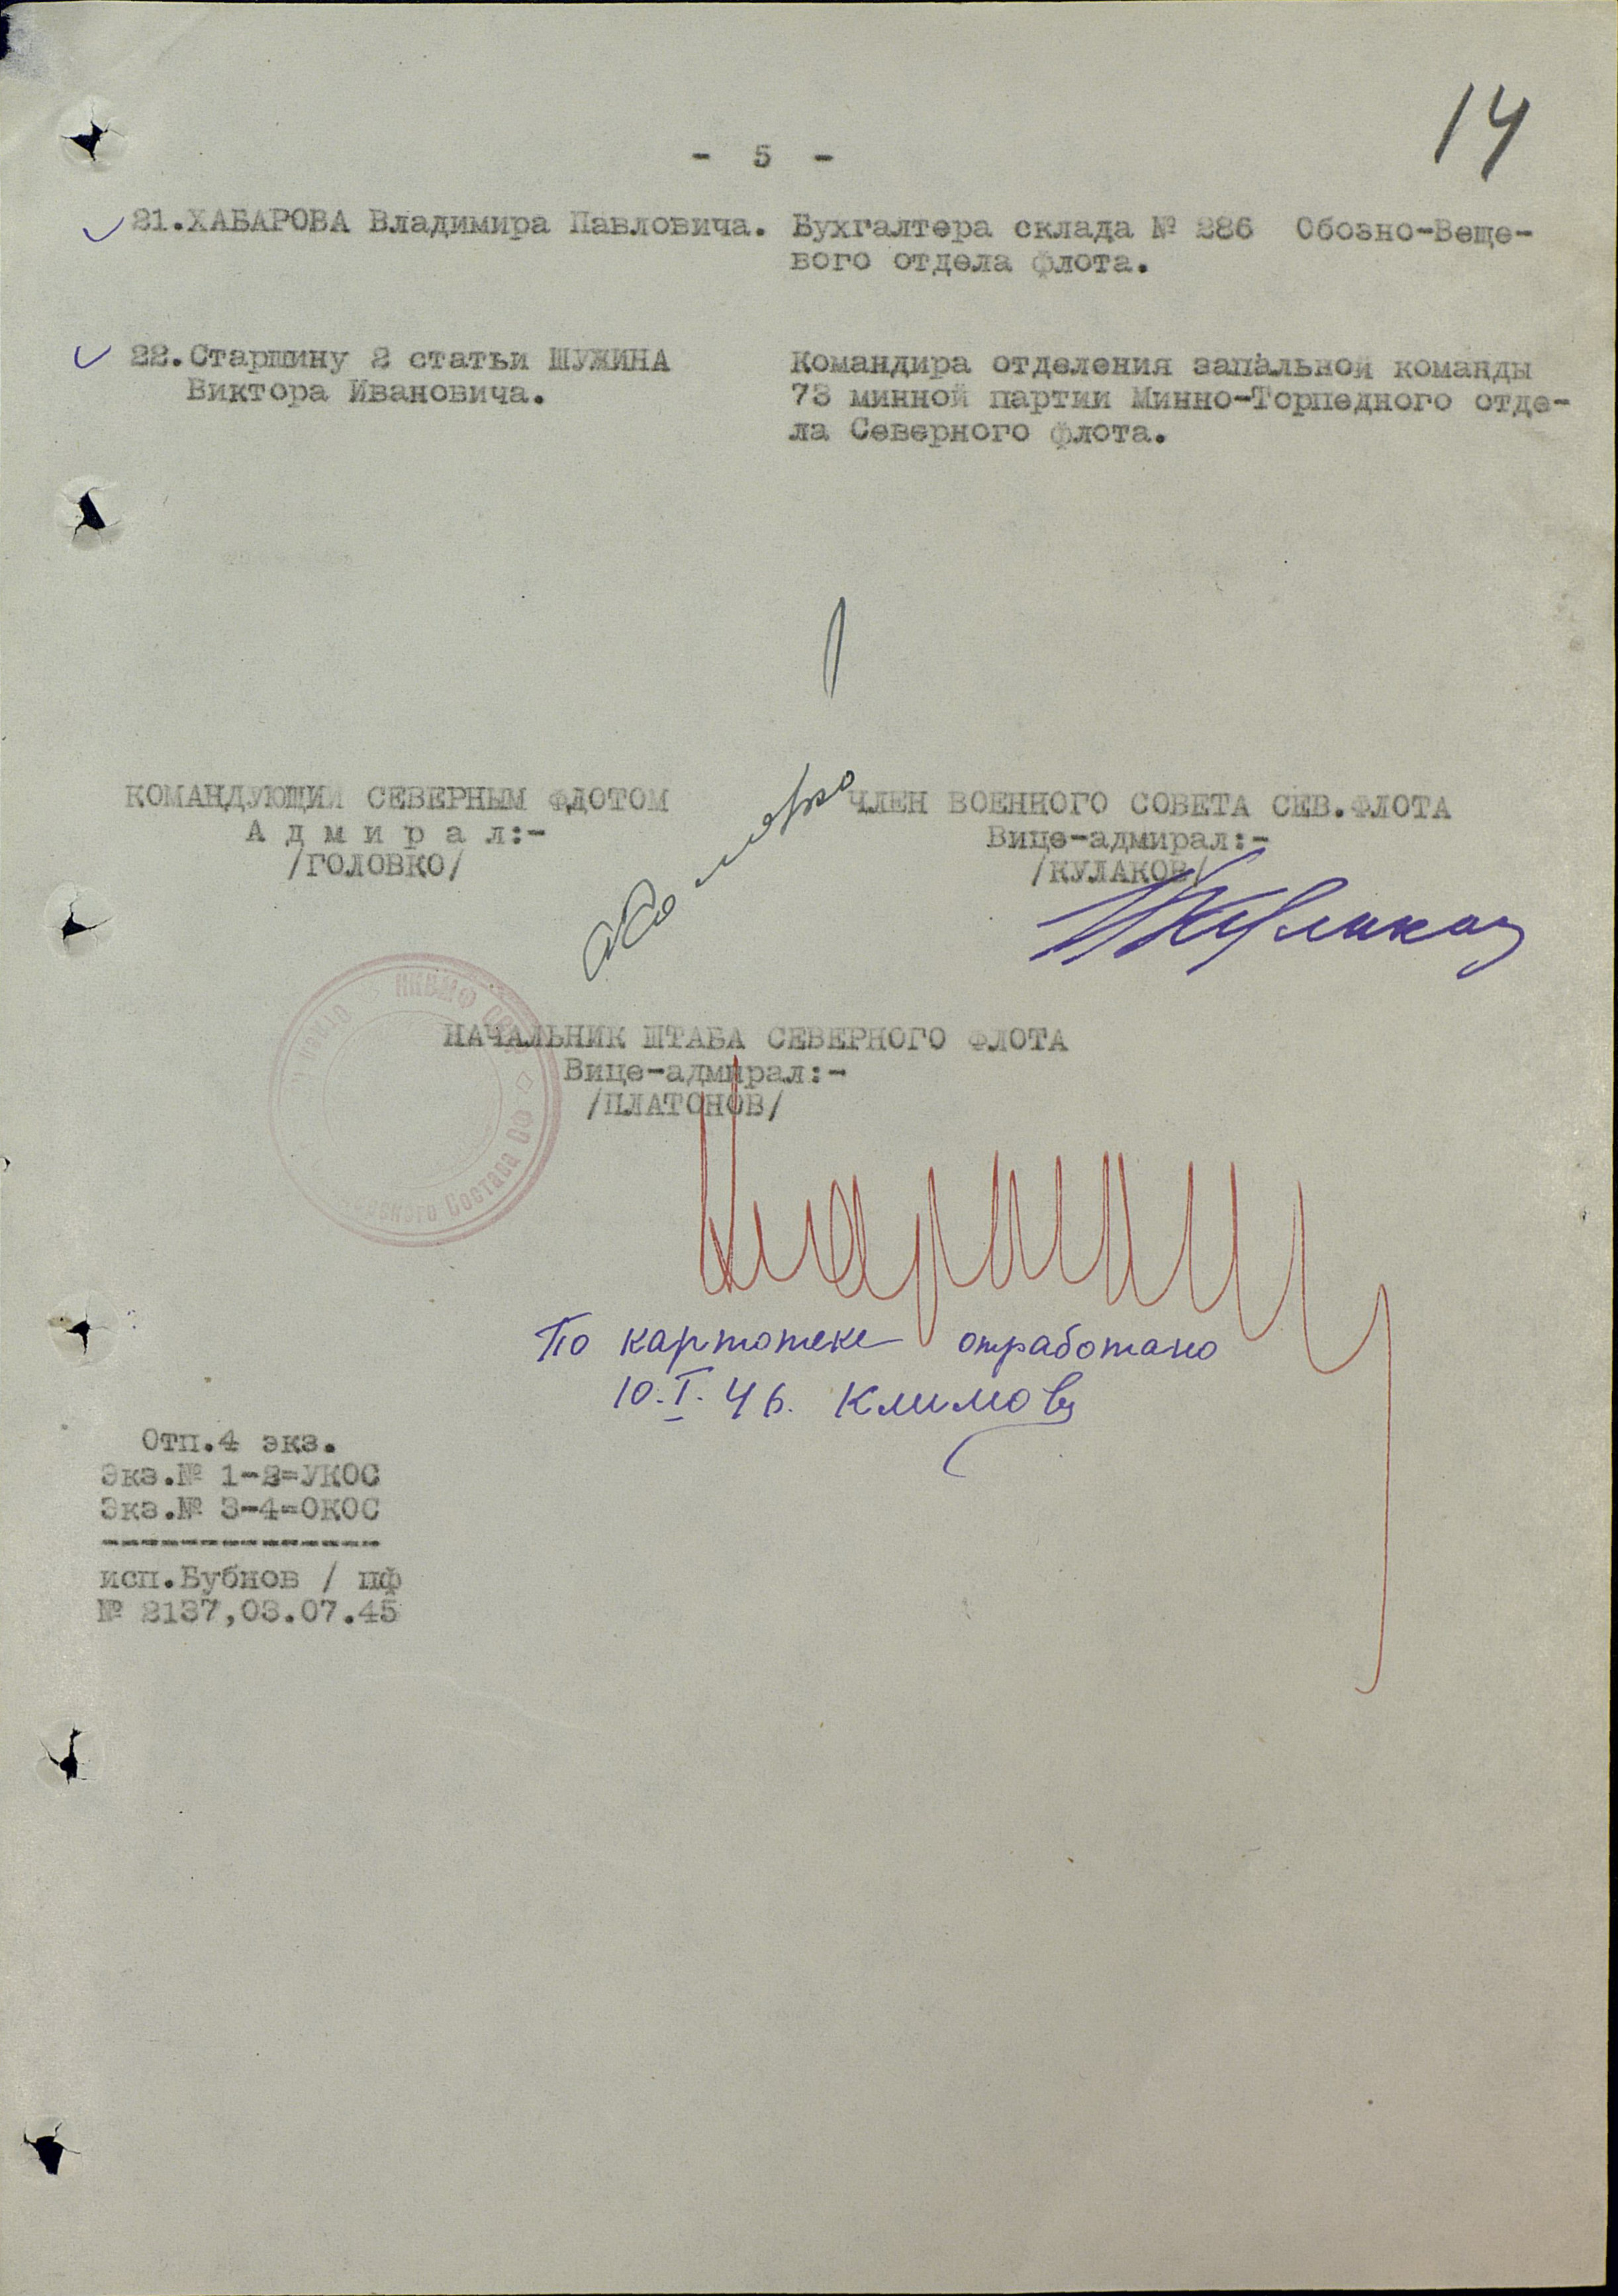 14
- 5 -
21.ХАБАРОВА Владимира Павловича. Бухгалтера склада № 286 Обозно-Веще-
вого отдела флота.
22.Старшину 2 статьи ШУЖИНА Командира отделения запальной команды
Виктора Ивановича. 73 минной партии Минно-Торпедного отде-
ла Северного флота.
КОМАНДУЮЩИЙ СЕВЕРНЫМ ФЛОТОМ
А д м и р а л:-
/ГОЛОВКО/
ЧЛЕН ВОЕННОГО СОВЕТА СЕВ.ФЛОТА
Вице-адмирал:-
/КУЛАКОВ/
НКВМФ
Состава СФ
НАЧАЛЬНИК ШТАБА СЕВЕРНОГО ФЛОТА
Вице-адмирал:-
/ПЛАТОНОВ/
По картотеке отработано
10.I.46. Климов
Отп.4 экз.
Экз.№ 1-2=УКОС
Экз.№ 3-4=ОКОС
----------------
исп.Бубнов / пф
№ 2137,03.07.45